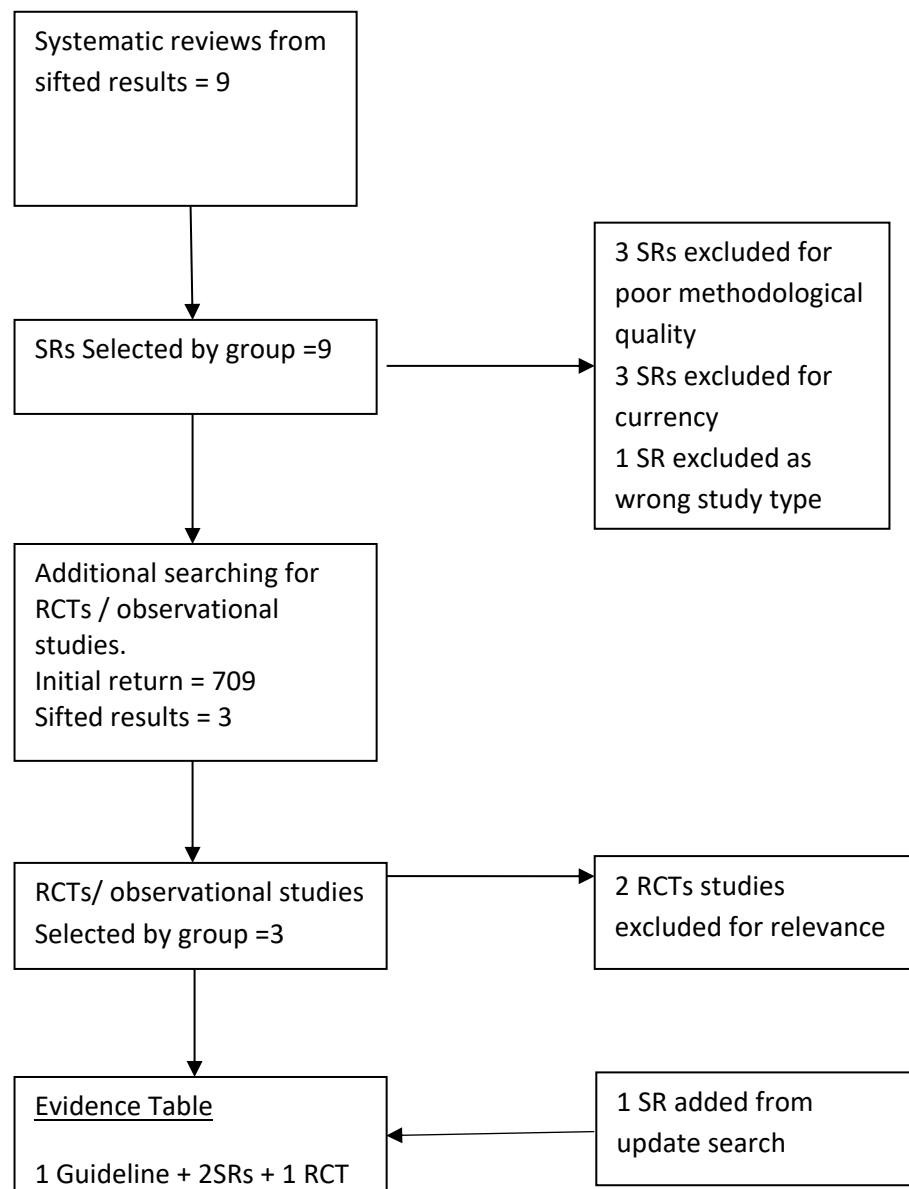 Systematic reviews from
sifted results = 9
3 SRs excluded for
poor methodological
quality
3 SRs excluded for
currency
1 SR excluded as
wrong study type
SRs Selected by group =9
Additional searching for
RCTs / observational
studies.
Initial return = 709
Sifted results = 3
RCTs/ observational studies
Selected by group =3
2 RCTs studies
excluded for relevance
Evidence Table
1 Guideline + 2SRs + 1 RCT
1 SR added from
update search